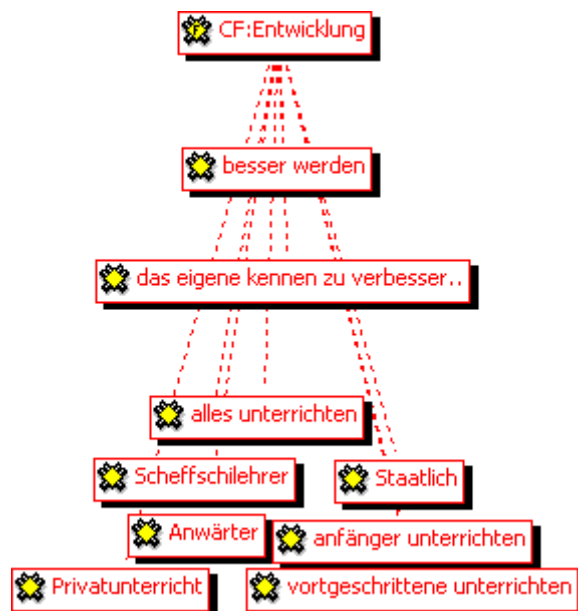 CF:Entwicklung
besser werden
das eigene kennen zu verbesser..
alles unterrichten
Scheffschilehrer
Staatlich
Anwärter
anfänger unterrichten
Privatunterricht
vortgeschrittene unterrichten